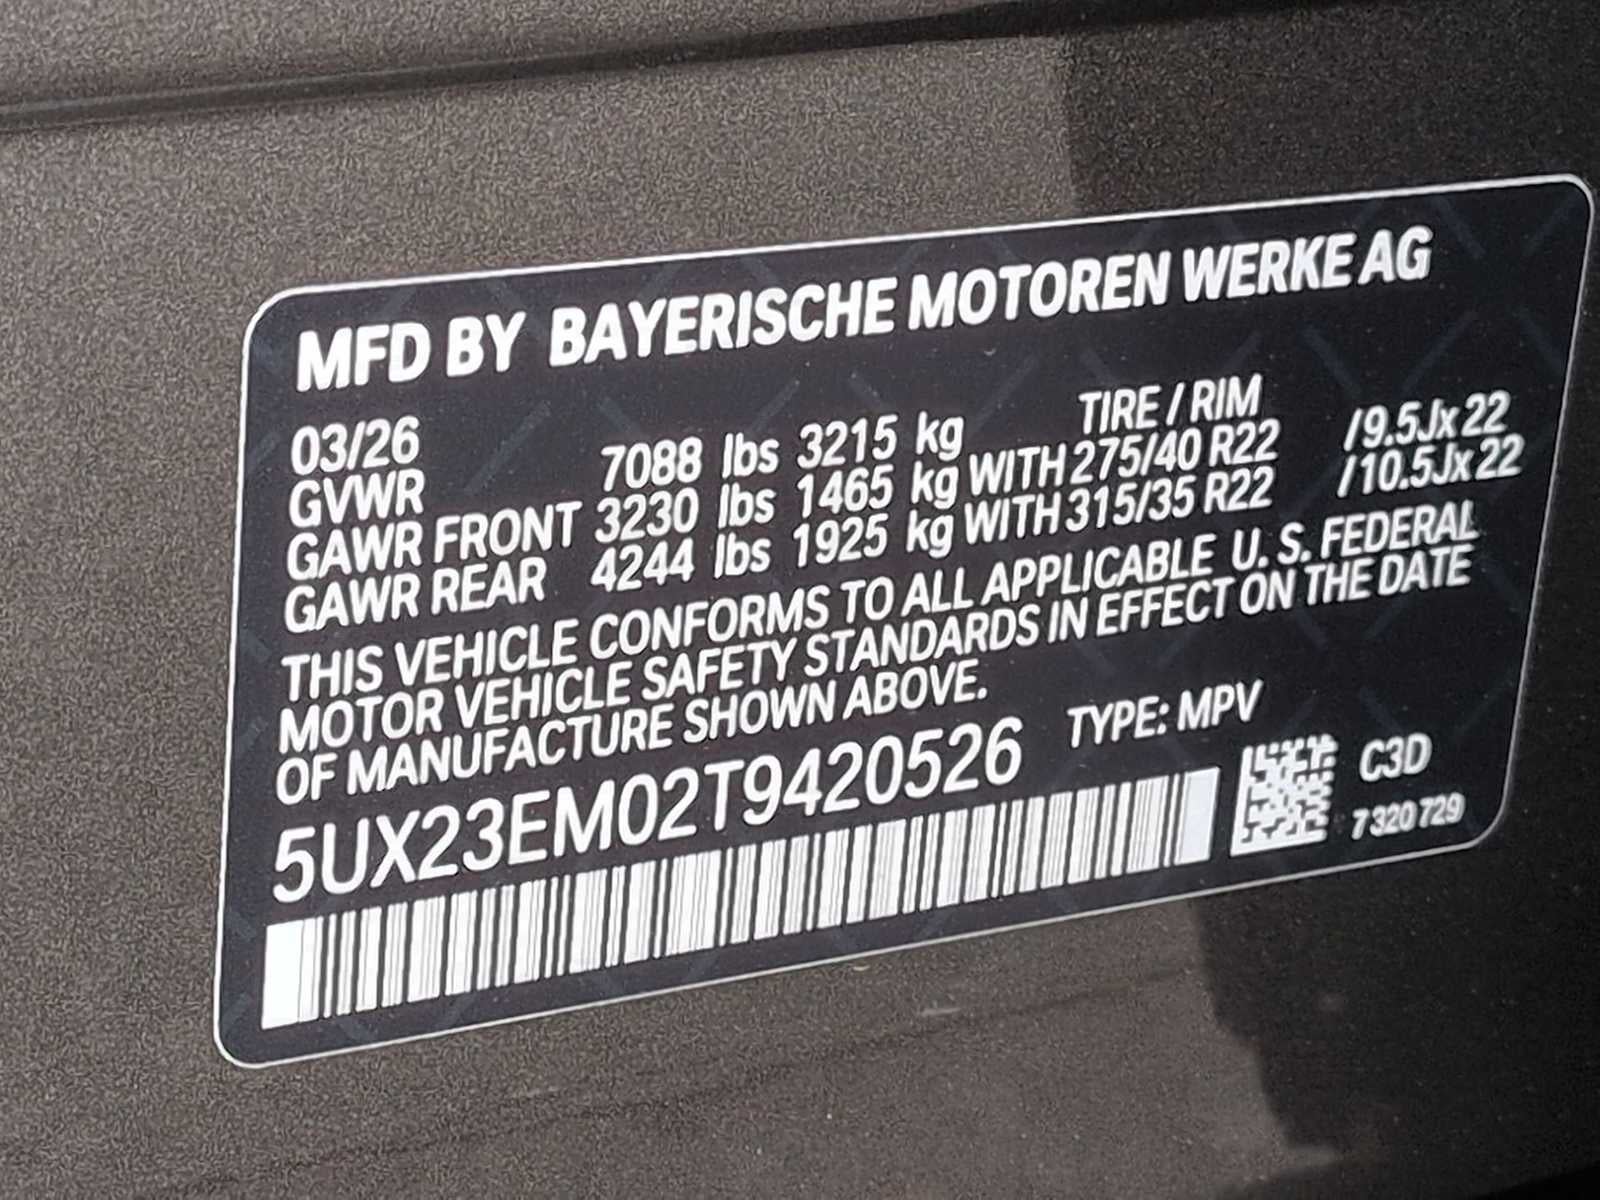 MFD BY BAYERISCHE MOTOREN WERKE AG
03/26 TIRE / RIM
GVWR 7088 lbs 3215 kg
GAWR FRONT 3230 lbs 1465 kg WITH 275/40 R22 /9.5Jx22
GAWR REAR 4244 lbs 1925 kg WITH 315/35 R22 /10.5Jx22
THIS VEHICLE CONFORMS TO ALL APPLICABLE U. S. FEDERAL
MOTOR VEHICLE SAFETY STANDARDS IN EFFECT ON THE DATE
OF MANUFACTURE SHOWN ABOVE.
5UX23EM02T9420526 TYPE: MPV
C3D
7 320 729